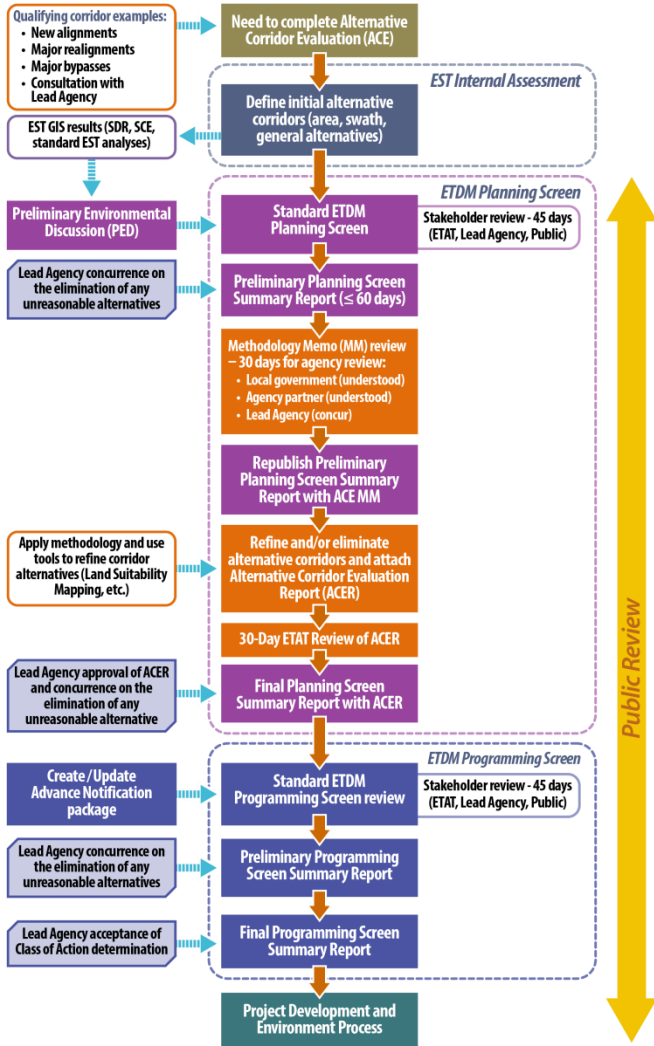 Qualifying corridor examples:
• New alignments
• Major realignments
• Major bypasses
• Consultation with
Lead Agency
Need to complete Alternative
Corridor Evaluation (ACE)
EST Internal Assessment
Define initial alternative
corridors (area, swath,
general alternatives)
EST GIS results (SDR, SCE,
standard EST analyses)
ETDM Planning Screen
Preliminary Environmental
Discussion (PED)
Standard ETDM
Planning Screen
Stakeholder review - 45 days
(ETAT, Lead Agency, Public)
Lead Agency concurrence on
the elimination of any
unreasonable alternatives
Preliminary Planning Screen
Summary Report (≤ 60 days)
Methodology Memo (MM) review
– 30 days for agency review:
• Local government (understood)
• Agency partner (understood)
• Lead Agency (concur)
Republish Preliminary
Planning Screen Summary
Report with ACE MM
Apply methodology and use
tools to refine corridor
alternatives (Land Suitability
Mapping, etc.)
Refine and/or eliminate
alternative corridors and attach
Alternative Corridor Evaluation
Report (ACER)
30-Day ETAT Review of ACER
Lead Agency approval of ACER
and concurrence on the
elimination of any
unreasonable alternative
Final Planning Screen
Summary Report with ACER
Public Review
ETDM Programming Screen
Create /Update
Advance Notification
package
Standard ETDM
Programming Screen review
Stakeholder review - 45 days
(ETAT, Lead Agency, Public)
Lead Agency concurrence
on the elimination of any
unreasonable alternatives
Preliminary Programming
Screen Summary Report
Lead Agency acceptance of
Class of Action determination
Final Programming Screen
Summary Report
Project Development and
Environment Process